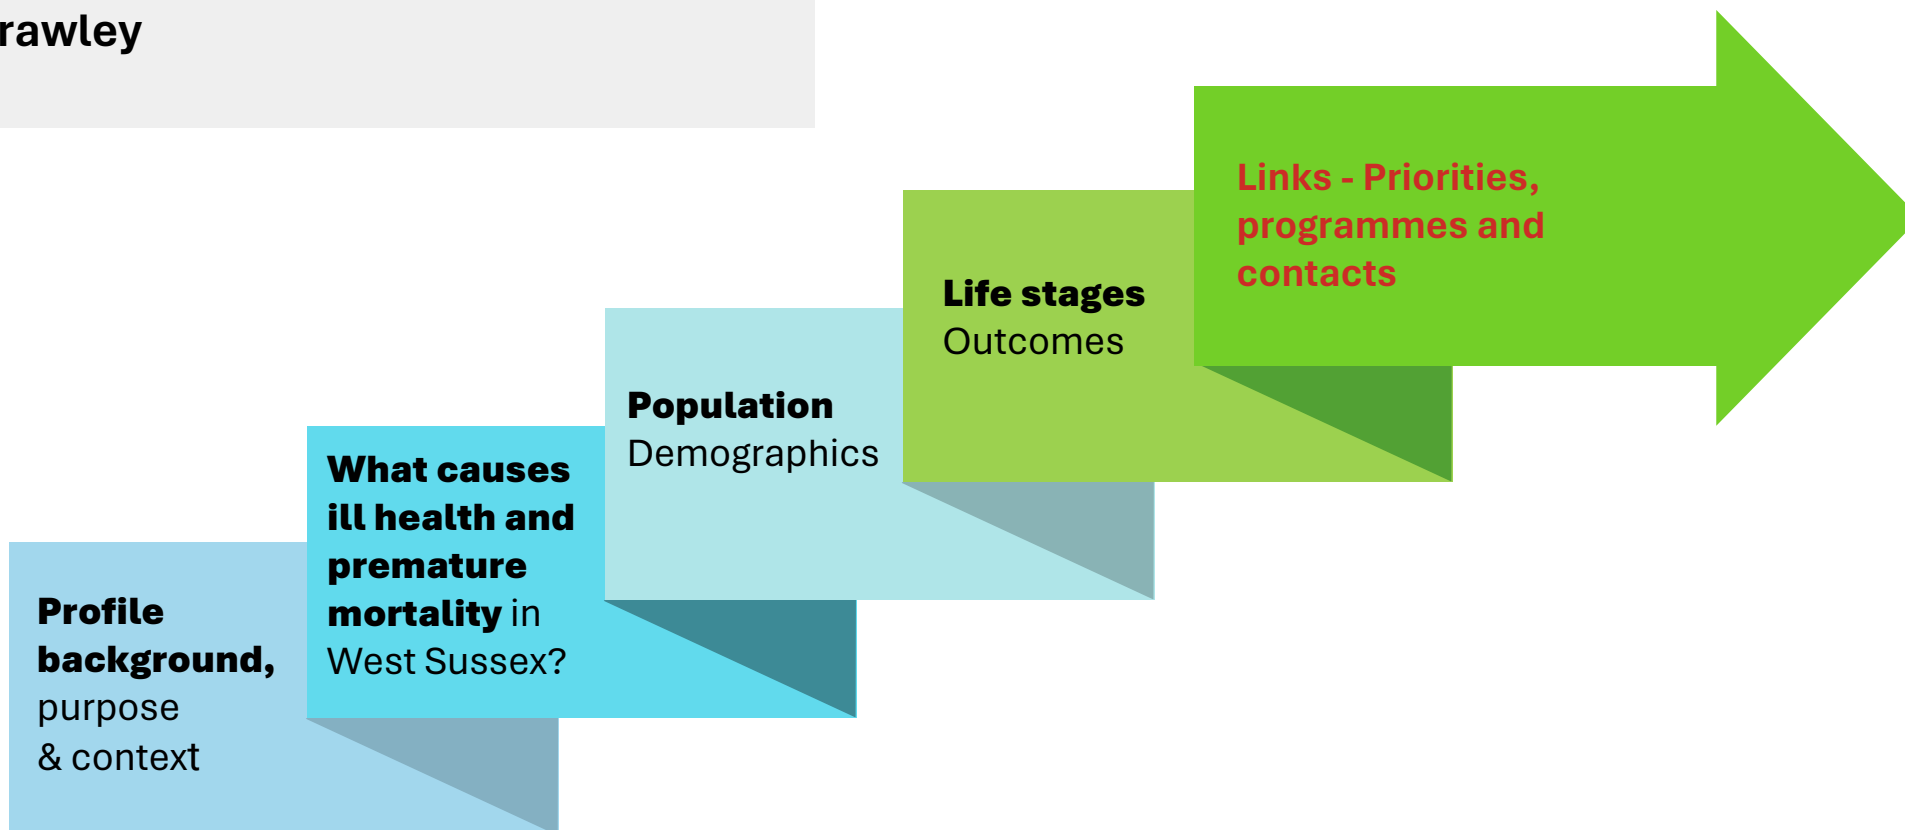 rawley
Links - Priorities,
programmes and
contacts
Life stages
Outcomes
Population
Demographics
What causes
ill health and
premature
mortality in
West Sussex?
Profile
background,
purpose
& context